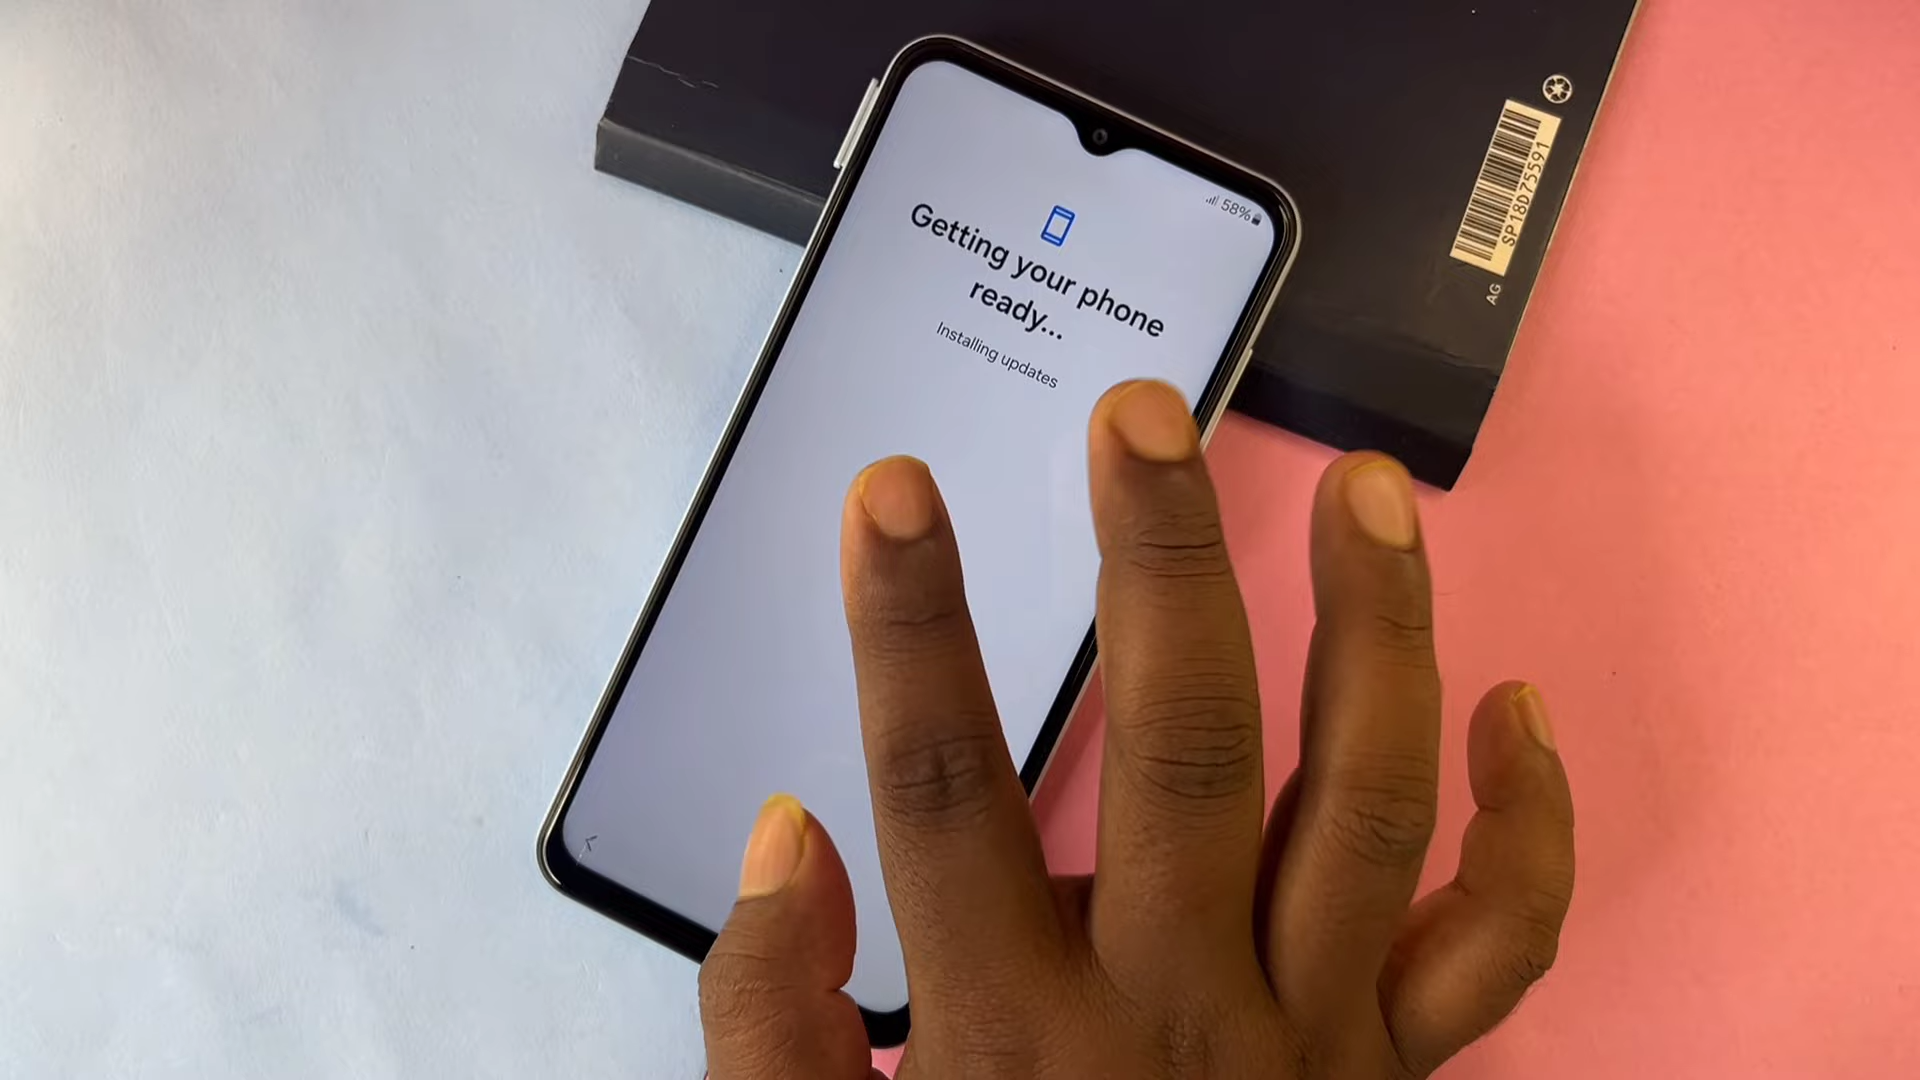 58%
Getting your phone
ready...
Installing updates
SP18D75591
AG